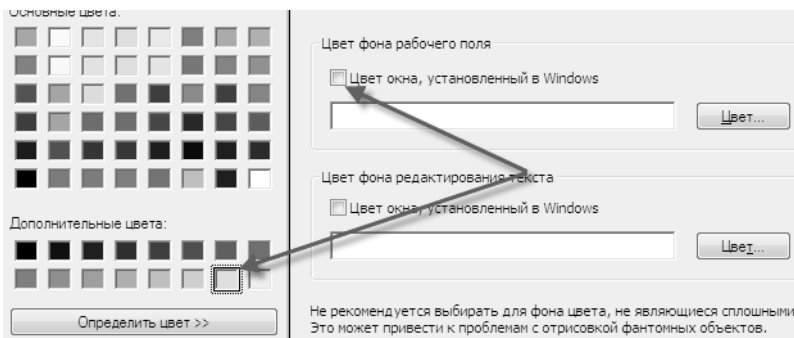 Основные цвета:
Дополнительные цвета:
Определить цвет >>
Цвет фона рабочего поля
Цвет окна, установленный в Windows
Цвет...
Цвет фона редактирования текста
Цвет окна, установленный в Windows
Цвет...
Не рекомендуется выбирать для фона цвета, не являющиеся сплошными
Это может привести к проблемам с отрисовкой фантомных объектов.